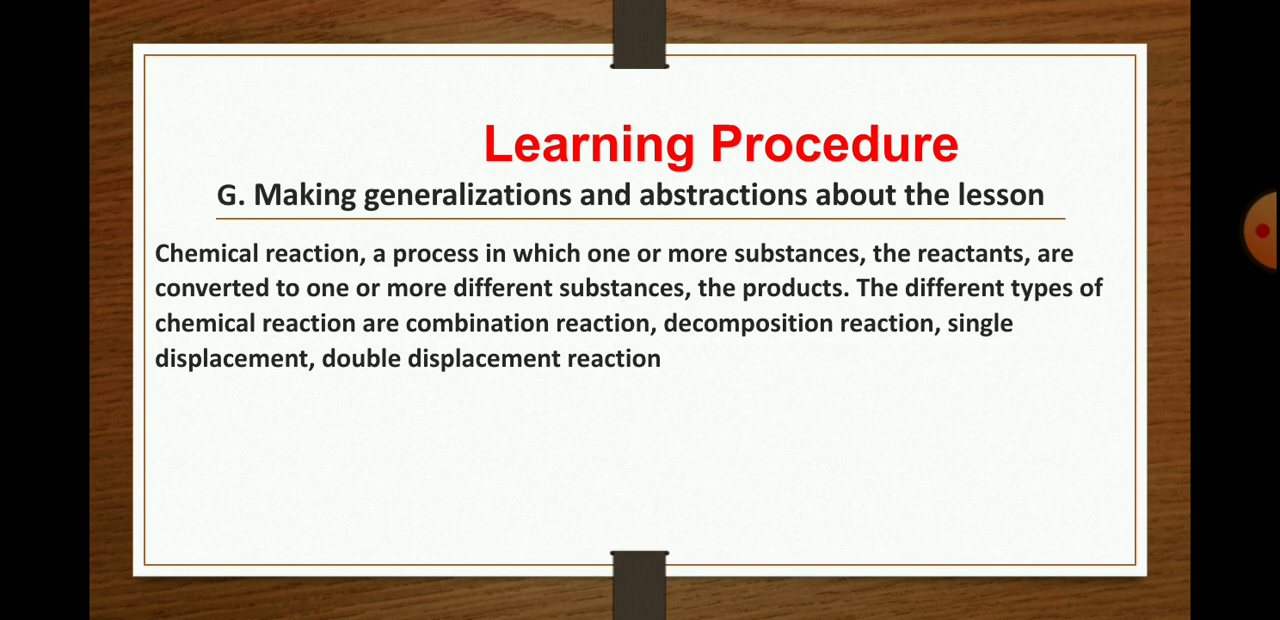 Learning Procedure
G. Making generalizations and abstractions about the lesson
Chemical reaction, a process in which one or more substances, the reactants, are
converted to one or more different substances, the products. The different types of
chemical reaction are combination reaction, decomposition reaction, single
displacement, double displacement reaction